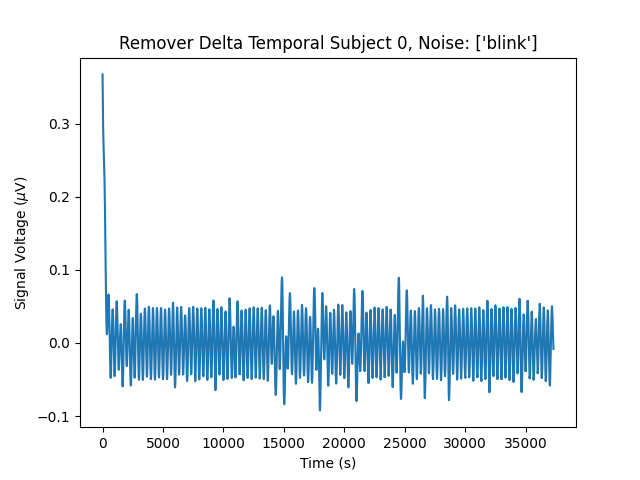 Remover Delta Temporal Subject 0, Noise: ['blink']
Signal Voltage (μV)
0.3
0.2
0.1
0.0
−0.1
0 5000 10000 15000 20000 25000 30000 35000
Time (s)